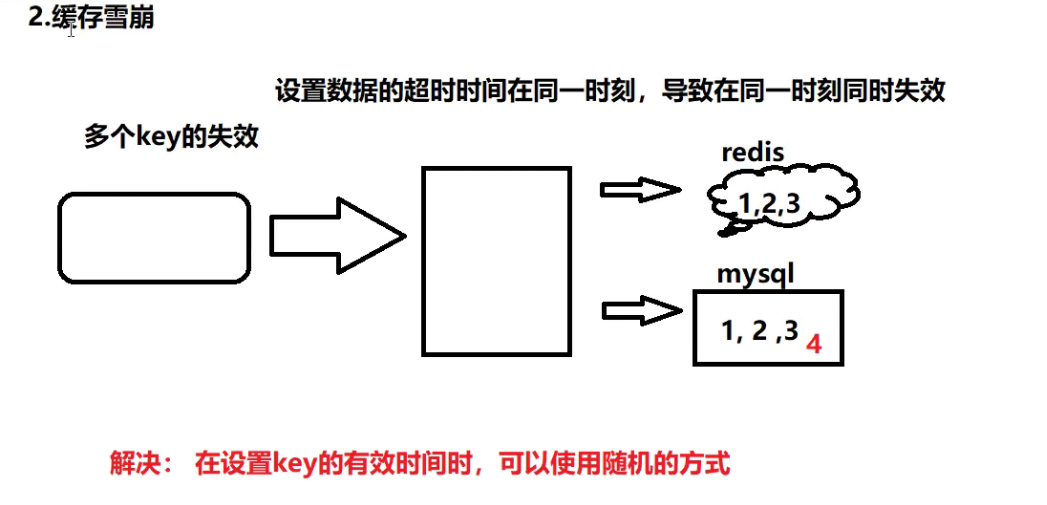 2.缓存雪崩
设置数据的超时时间在同一时刻，导致在同一时刻同时失效
多个key的失效
redis
1,2,3
mysql
1, 2 ,3 4
解决： 在设置key的有效时间时，可以使用随机的方式